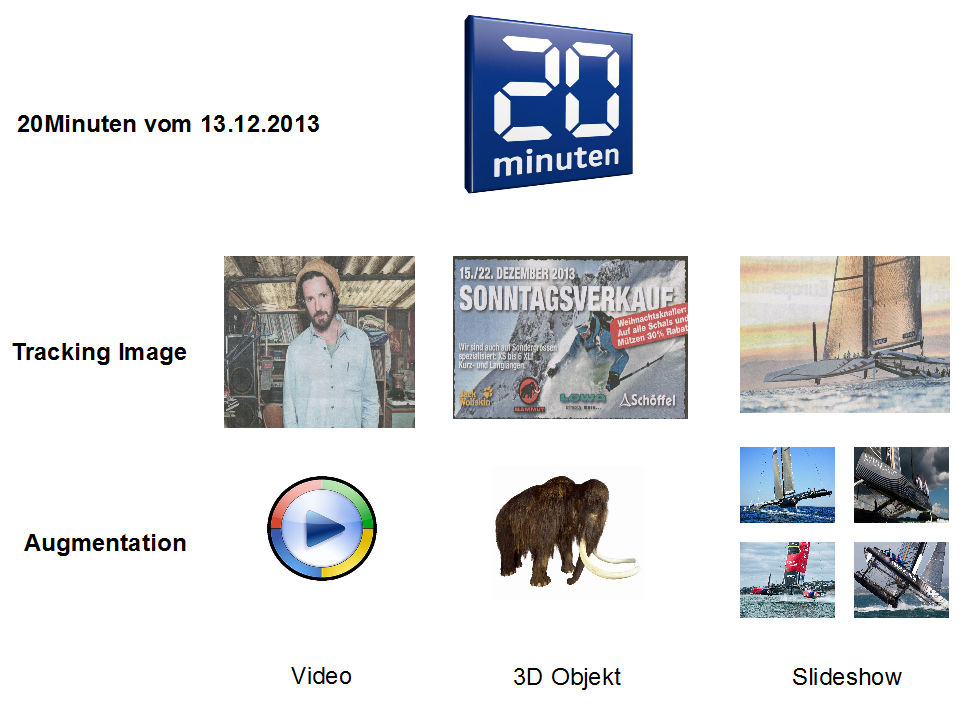 20
minuten
20Minuten vom 13.12.2013
Tracking Image
15./22. DEZEMBER 2013
SONNTAGSVERKAUF
Weihnachtsknaller:
Auf alle Schals und
Mützen 30% Rabat
Wir sind auch auf Sondergrössen
spezialisiert: XS bis 6 XL!
Kurz- und Langlängen.
Jack
Wolfskin
MAMMUT
LOWA
Schöffel
Augmentation
Video
3D Objekt
Slideshow